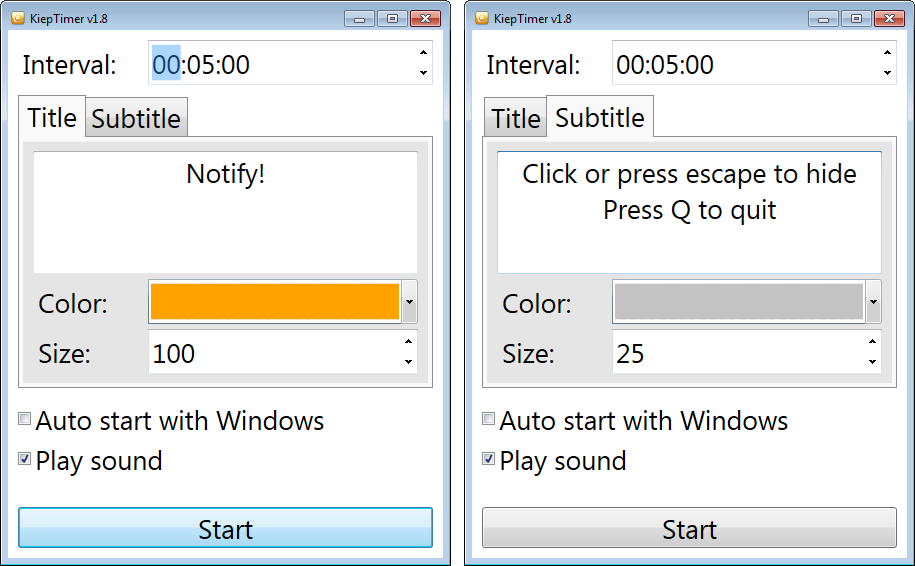 KiepTimer v1.8
Interval: 00:05:00
Title Subtitle
Notify!
Color:
Size: 100
Auto start with Windows
Play sound
Start
KiepTimer v1.8
Interval: 00:05:00
Title Subtitle
Click or press escape to hide
Press Q to quit
Color:
Size: 25
Auto start with Windows
Play sound
Start